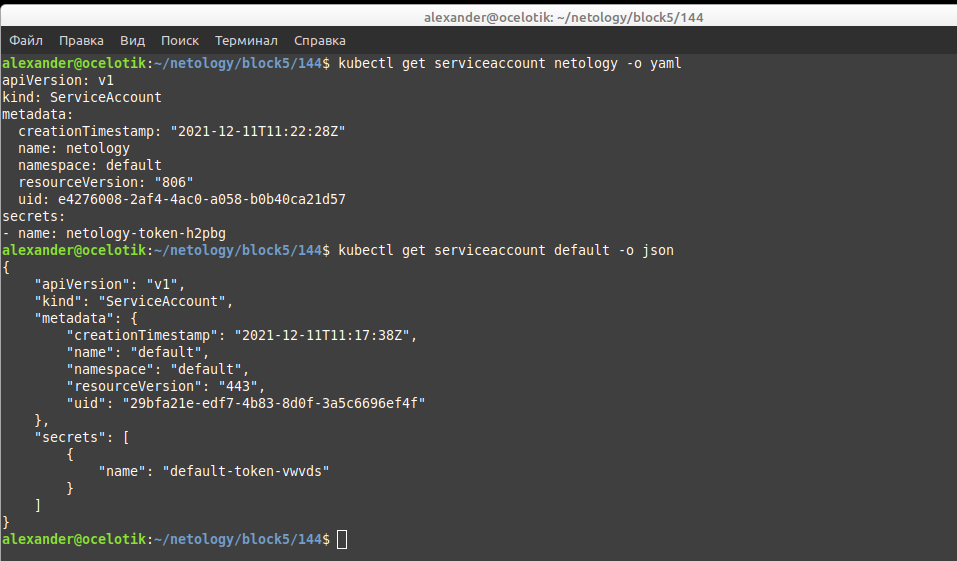 alexander@ocelotik: ~/netology/block5/144
Файл Правка Вид Поиск Терминал Справка
alexander@ocelotik:~/netology/block5/144$ kubectl get serviceaccount netology -o yaml
apiVersion: v1
kind: ServiceAccount
metadata:
  creationTimestamp: "2021-12-11T11:22:28Z"
  name: netology
  namespace: default
  resourceVersion: "806"
  uid: e4276008-2af4-4ac0-a058-b0b40ca21d57
secrets:
- name: netology-token-h2pbg
alexander@ocelotik:~/netology/block5/144$ kubectl get serviceaccount default -o json
{
    "apiVersion": "v1",
    "kind": "ServiceAccount",
    "metadata": {
        "creationTimestamp": "2021-12-11T11:17:38Z",
        "name": "default",
        "namespace": "default",
        "resourceVersion": "443",
        "uid": "29bfa21e-edf7-4b83-8d0f-3a5c6696ef4f"
    },
    "secrets": [
        {
            "name": "default-token-vwvds"
        }
    ]
}
alexander@ocelotik:~/netology/block5/144$